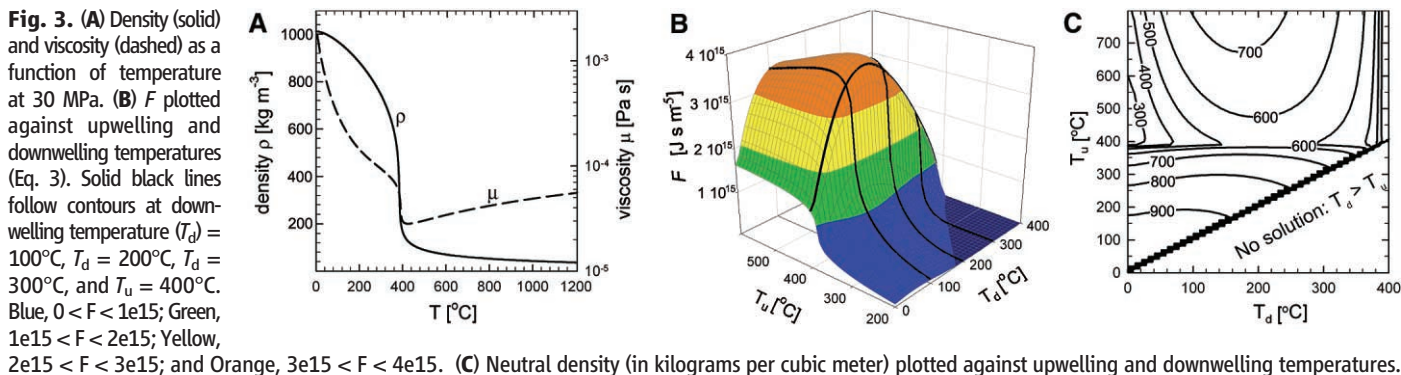 Fig. 3. (A) Density (solid)
and viscosity (dashed) as a
function of temperature
at 30 MPa. (B) F plotted
against upwelling and
downwelling temperatures
(Eq. 3). Solid black lines
follow contours at down-
welling temperature (Td) =
100°C, Td = 200°C, Td =
300°C, and Tu = 400°C.
Blue, 0 < F < 1e15; Green,
1e15 < F < 2e15; Yellow,
2e15 < F < 3e15; and Orange, 3e15 < F < 4e15. (C) Neutral density (in kilograms per cubic meter) plotted against upwelling and downwelling temperatures.
A
density ρ [kg m-3]
1000
800
600
400
200
0 200 400 600 800 1000 1200
T [°C]
ρ
μ
10-3
10-4
10-5
viscosity μ [Pa s]
B
F [J s m5]
4 1015
3 1015
2 1015
1 1015
500
400
300
200
Tu [°C]
0
100
200
300
400
Td [°C]
C
Tu [°C]
700
600
500
400
300
200
100
0
0 100 200 300 400
Td [°C]
500
400
300
700
600
600
700
800
900
No solution: Td > Tu